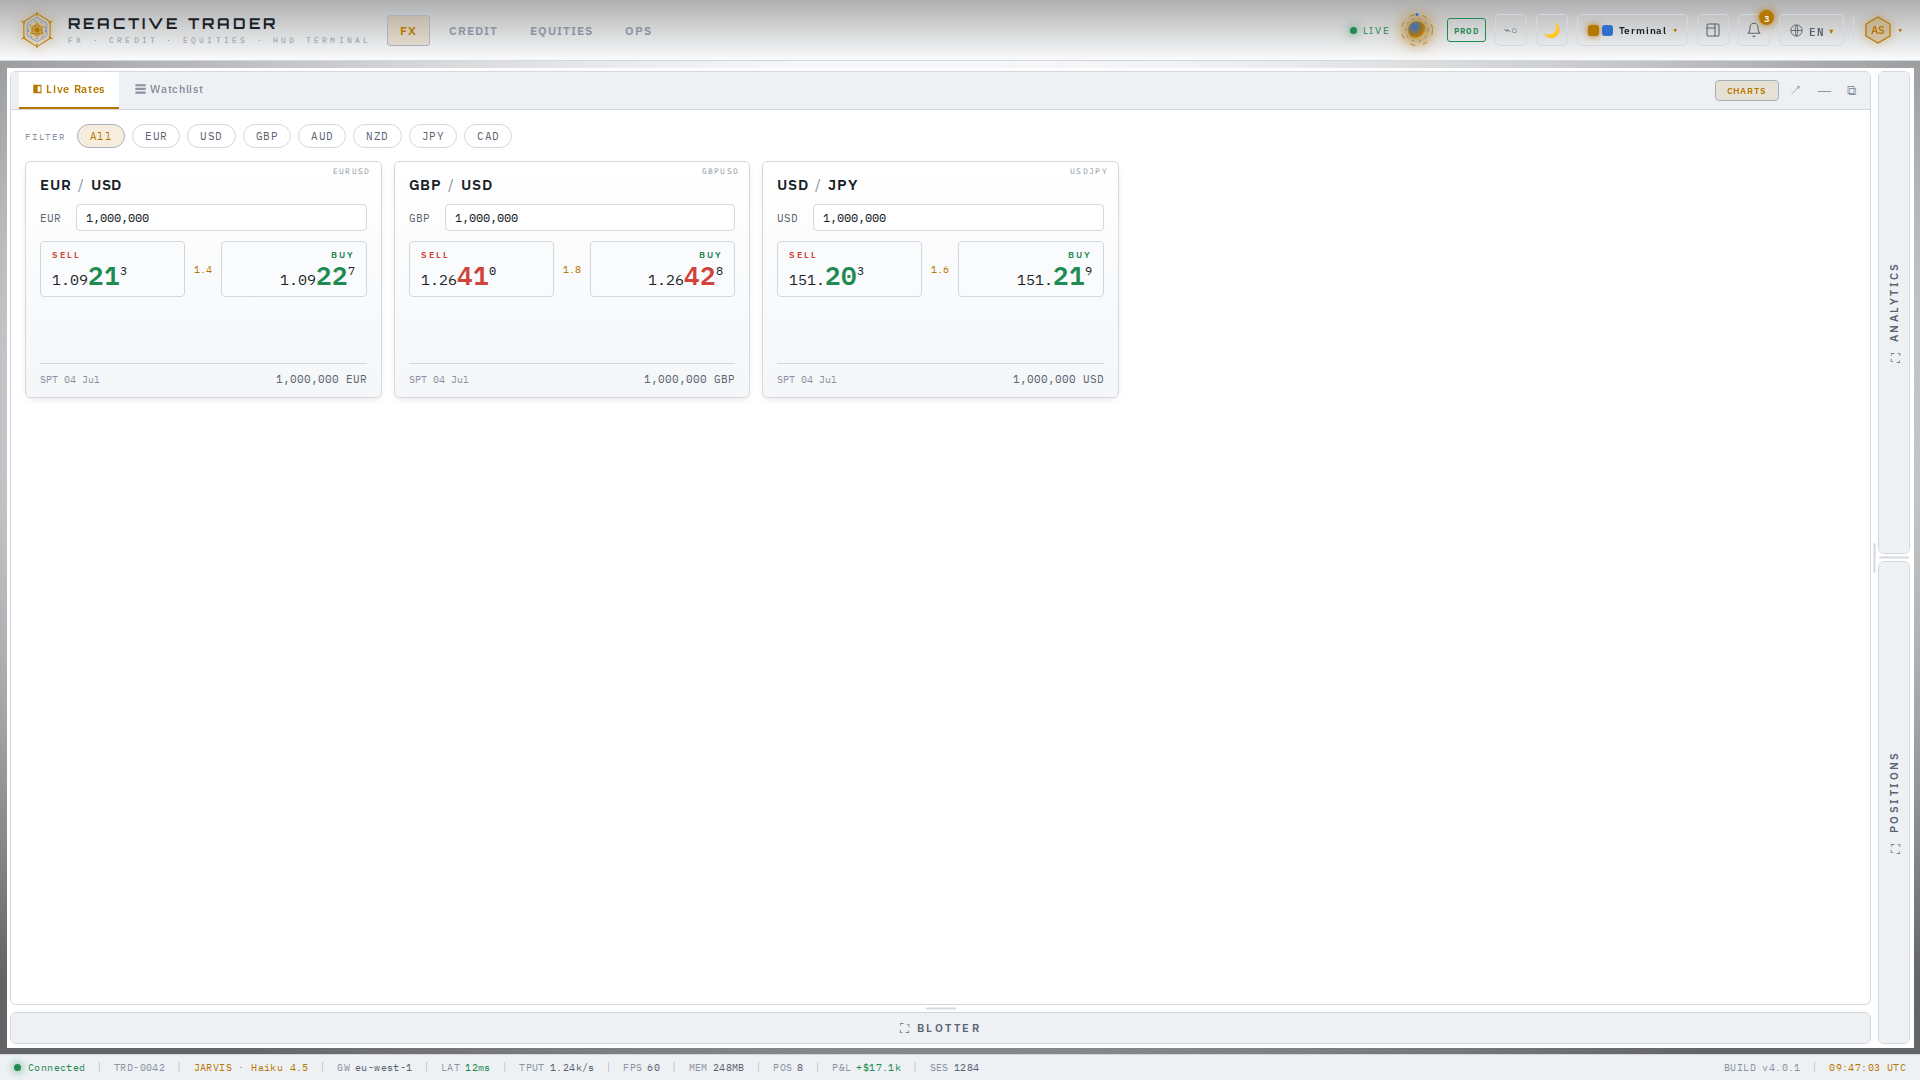 REACTIVE TRADER
FX · CREDIT · EQUITIES · HUD TERMINAL
FX CREDIT EQUITIES OPS
LIVE PROD Terminal 3 EN AS
Live Rates Watchlist CHARTS
FILTER All EUR USD GBP AUD NZD JPY CAD
EURUSD
EUR / USD
EUR 1,000,000
SELL BUY
1.09213 1.4 1.09227
SPT 04 Jul 1,000,000 EUR
GBPUSD
GBP / USD
GBP 1,000,000
SELL BUY
1.26410 1.8 1.26428
SPT 04 Jul 1,000,000 GBP
USDJPY
USD / JPY
USD 1,000,000
SELL BUY
151.203 1.6 151.219
SPT 04 Jul 1,000,000 USD
ANALYTICS
POSITIONS
BLOTTER
Connected | TRD-0042 | JARVIS · Haiku 4.5 | GW eu-west-1 | LAT 12ms | TPUT 1.24k/s | FPS 60 | MEM 248MB | POS 8 | P&L +$17.1k | SES 1284 BUILD v4.0.1 | 09:47:03 UTC